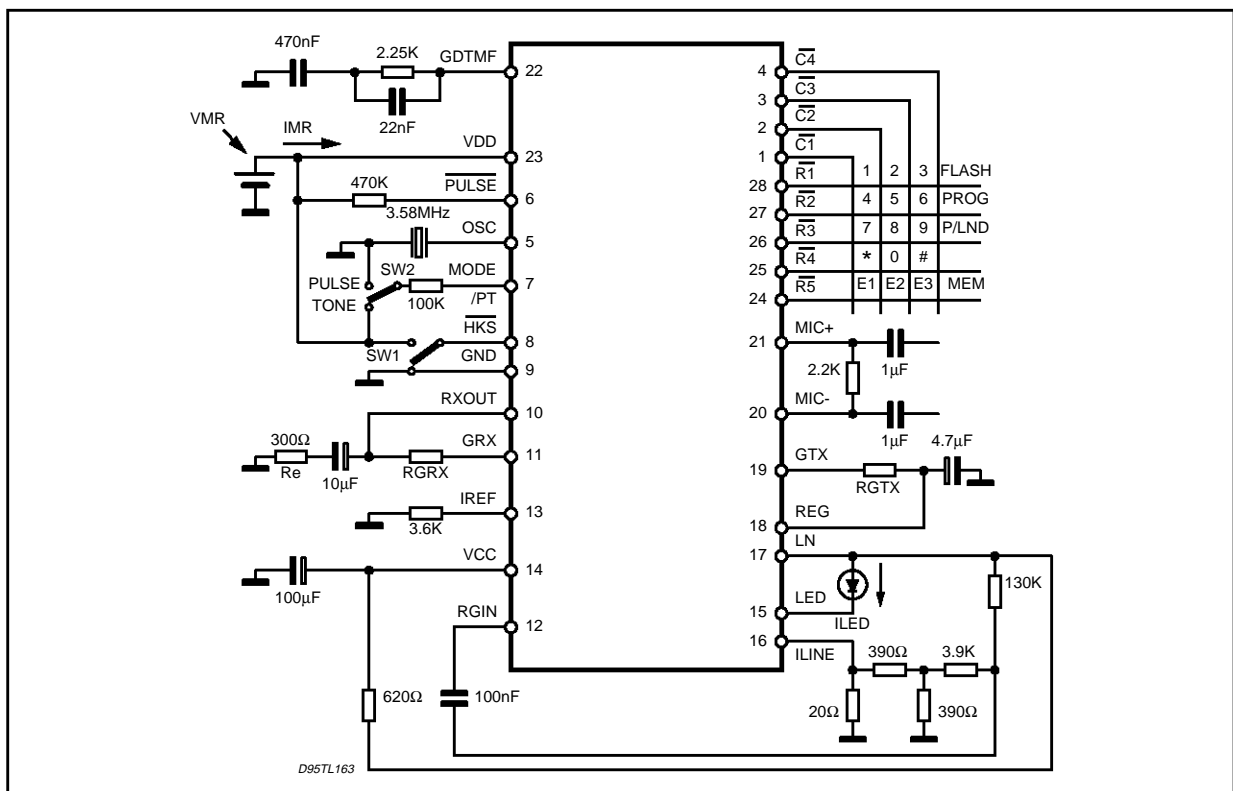 470nF
2.25K
GDTMF
22
22nF
VMR
IMR
VDD
23
470K
PULSE
6
3.58MHz
OSC
5
SW2
PULSE
MODE
7
TONE
100K
/PT
HKS
8
SW1
GND
9
RXOUT
10
300Ω
GRX
11
Re
10µF
RGRX
IREF
13
3.6K
VCC
14
100µF
RGIN
12
620Ω
100nF
D95TL163
4
C4
3
C3
2
C2
1
C1
28
R1
1 2 3 FLASH
27
R2
4 5 6 PROG
26
R3
7 8 9 P/LND
25
R4
* 0 #
24
R5
E1 E2 E3 MEM
21
MIC+
1µF
2.2K
20
MIC-
1µF
4.7µF
19
GTX
RGTX
18
REG
17
LN
130K
15
LED
ILED
16
ILINE
390Ω
3.9K
20Ω
390Ω